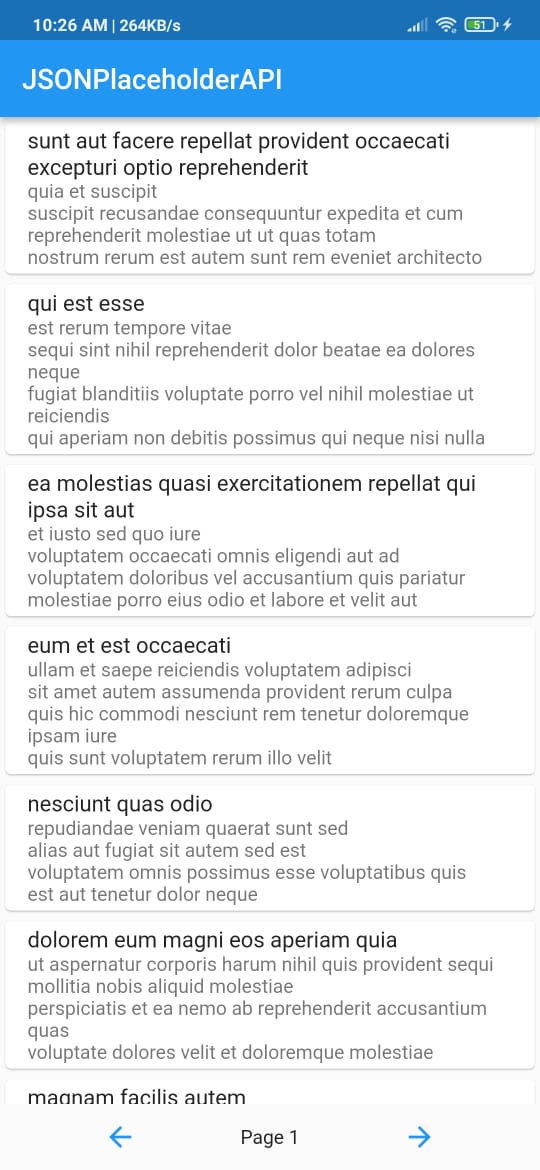 10:26 AM | 264KB/s
51
JSONPlaceholderAPI
sunt aut facere repellat provident occaecati
excepturi optio reprehenderit
quia et suscipit
suscipit recusandae consequuntur expedita et cum
reprehenderit molestiae ut ut quas totam
nostrum rerum est autem sunt rem eveniet architecto
qui est esse
est rerum tempore vitae
sequi sint nihil reprehenderit dolor beatae ea dolores
neque
fugiat blanditiis voluptate porro vel nihil molestiae ut
reiciendis
qui aperiam non debitis possimus qui neque nisi nulla
ea molestias quasi exercitationem repellat qui
ipsa sit aut
et iusto sed quo iure
voluptatem occaecati omnis eligendi aut ad
voluptatem doloribus vel accusantium quis pariatur
molestiae porro eius odio et labore et velit aut
eum et est occaecati
ullam et saepe reiciendis voluptatem adipisci
sit amet autem assumenda provident rerum culpa
quis hic commodi nesciunt rem tenetur doloremque
ipsam iure
quis sunt voluptatem rerum illo velit
nesciunt quas odio
repudiandae veniam quaerat sunt sed
alias aut fugiat sit autem sed est
voluptatem omnis possimus esse voluptatibus quis
est aut tenetur dolor neque
dolorem eum magni eos aperiam quia
ut aspernatur corporis harum nihil quis provident sequi
mollitia nobis aliquid molestiae
perspiciatis et ea nemo ab reprehenderit accusantium
quas
voluptate dolores velit et doloremque molestiae
magnam facilis autem
Page 1